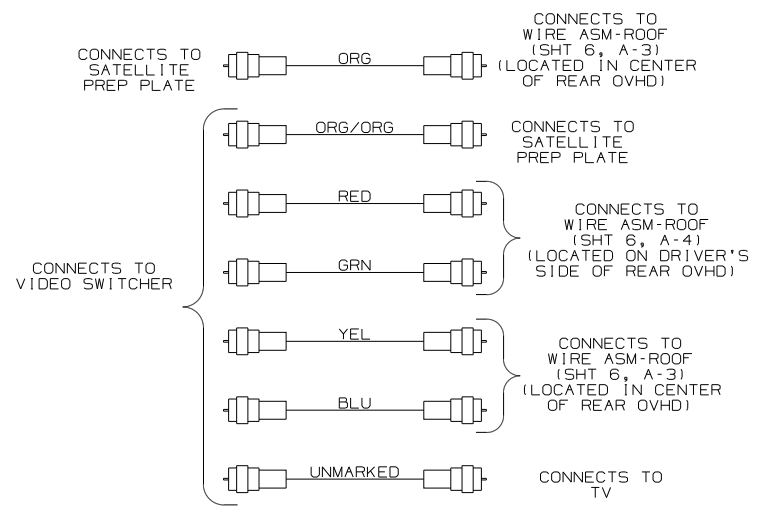 CONNECTS TO
SATELLITE
PREP PLATE
ORG
CONNECTS TO
WIRE ASM-ROOF
(SHT 6, A-3)
(LOCATED IN CENTER
OF REAR OVHD)
CONNECTS TO
VIDEO SWITCHER
ORG/ORG
CONNECTS TO
SATELLITE
PREP PLATE
RED
GRN
CONNECTS TO
WIRE ASM-ROOF
(SHT 6, A-4)
(LOCATED ON DRIVER'S
SIDE OF REAR OVHD)
YEL
BLU
CONNECTS TO
WIRE ASM-ROOF
(SHT 6, A-3)
(LOCATED IN CENTER
OF REAR OVHD)
UNMARKED
CONNECTS TO
TV